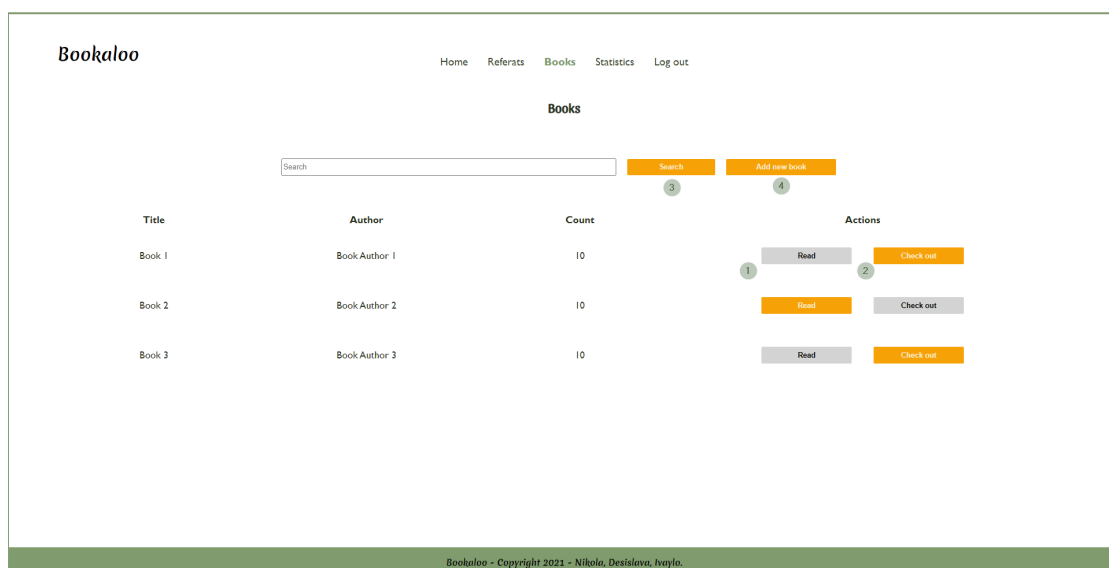 Bookaloo
Home Referats Books Statistics Log out
Books
Search Search Add new book
3 4
Title Author Count Actions
Book 1 Book Author 1 10 Read Check out
1 2
Book 2 Book Author 2 10 Read Check out
Book 3 Book Author 3 10 Read Check out
Bookaloo - Copyright 2021 - Nikola, Desislava, Ivaylo.